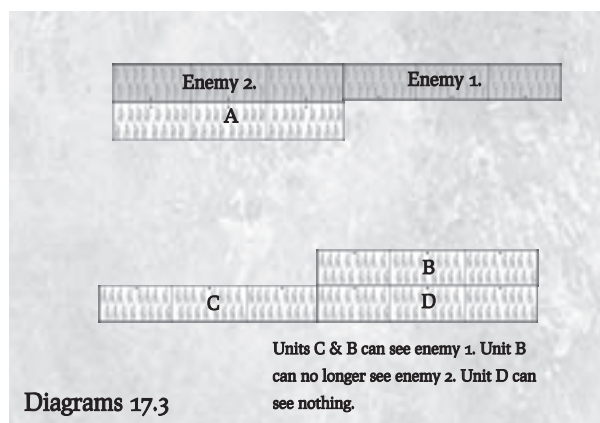 Enemy 2.
Enemy 1.
A
B
C
D
Units C & B can see enemy 1. Unit B
can no longer see enemy 2. Unit D can
see nothing.
Diagrams 17.3